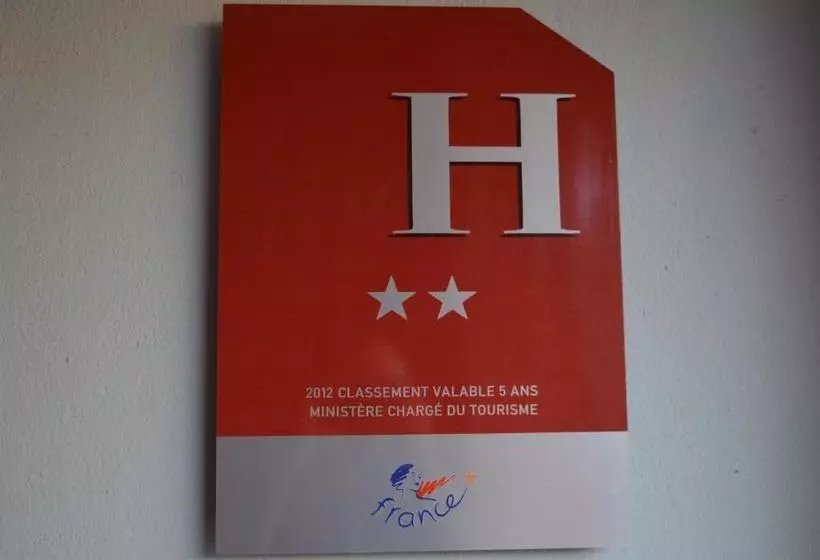 H
2012 CLASSEMENT VALABLE 5 ANS
MINISTÈRE CHARGÉ DU TOURISME
france